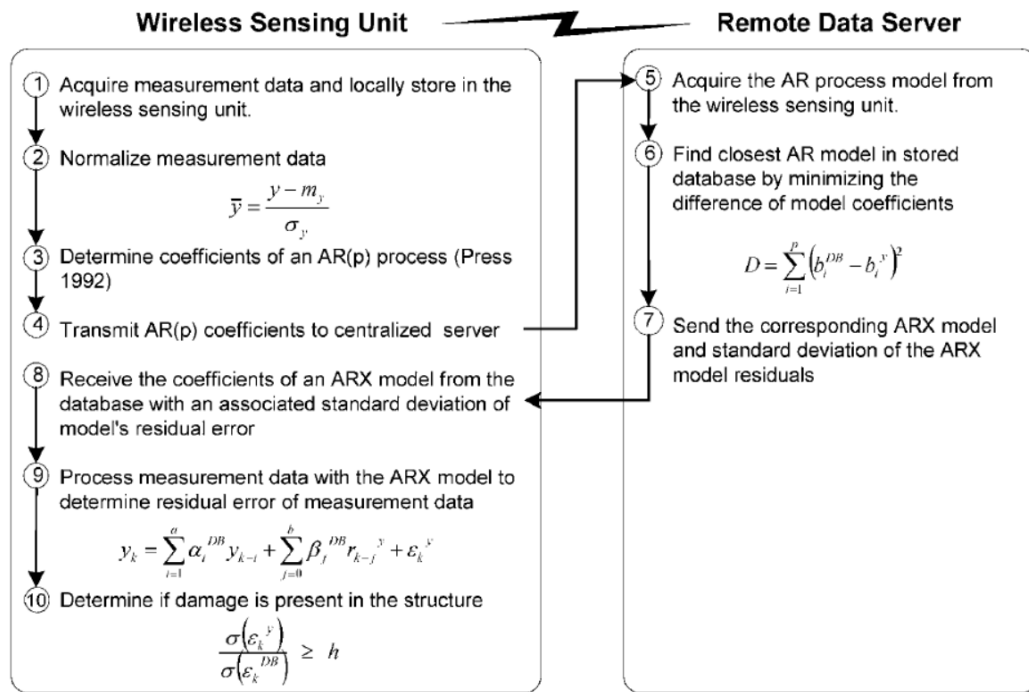 Wireless Sensing Unit
Remote Data Server
1 Acquire measurement data and locally store in the
wireless sensing unit.
2 Normalize measurement data
ȳ = (y − m_y) / σ_y
3 Determine coefficients of an AR(p) process (Press
1992)
4 Transmit AR(p) coefficients to centralized server
5 Acquire the AR process model from
the wireless sensing unit.
6 Find closest AR model in stored
database by minimizing the
difference of model coefficients
D = ∑_{i=1}^{p} (b_i^{DB} − b_i^{y})^2
7 Send the corresponding ARX model
and standard deviation of the ARX
model residuals
8 Receive the coefficients of an ARX model from the
database with an associated standard deviation of
model's residual error
9 Process measurement data with the ARX model to
determine residual error of measurement data
y_k = ∑_{i=1}^{a} α_i^{DB} y_{k−i} + ∑_{j=0}^{b} β_j^{DB} r_{k−j}^{y} + ε_k^{y}
10 Determine if damage is present in the structure
σ(ε_k^{y}) / σ(ε_k^{DB}) ≥ h